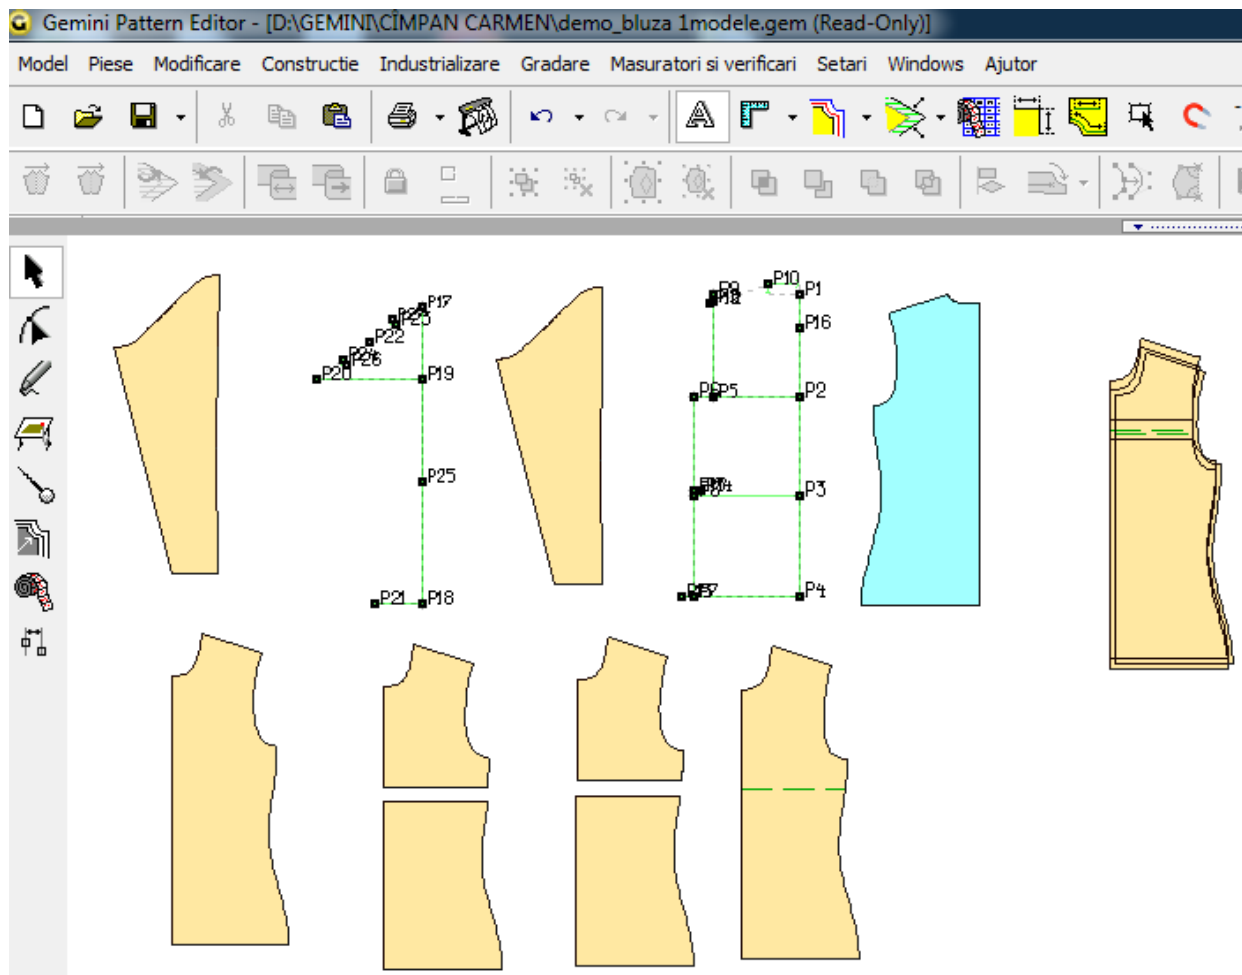 Gemini Pattern Editor - [D:\GEMINI\CÎMPAN CARMEN\demo_bluza 1modele.gem (Read-Only)]
Model Piese Modificare Constructie Industrializare Gradare Masuratori si verificari Setari Windows Ajutor
P10
P9 P1
P17
P16
P22
P20 P19
P5 P2
P25
P3
P21 P18
P4